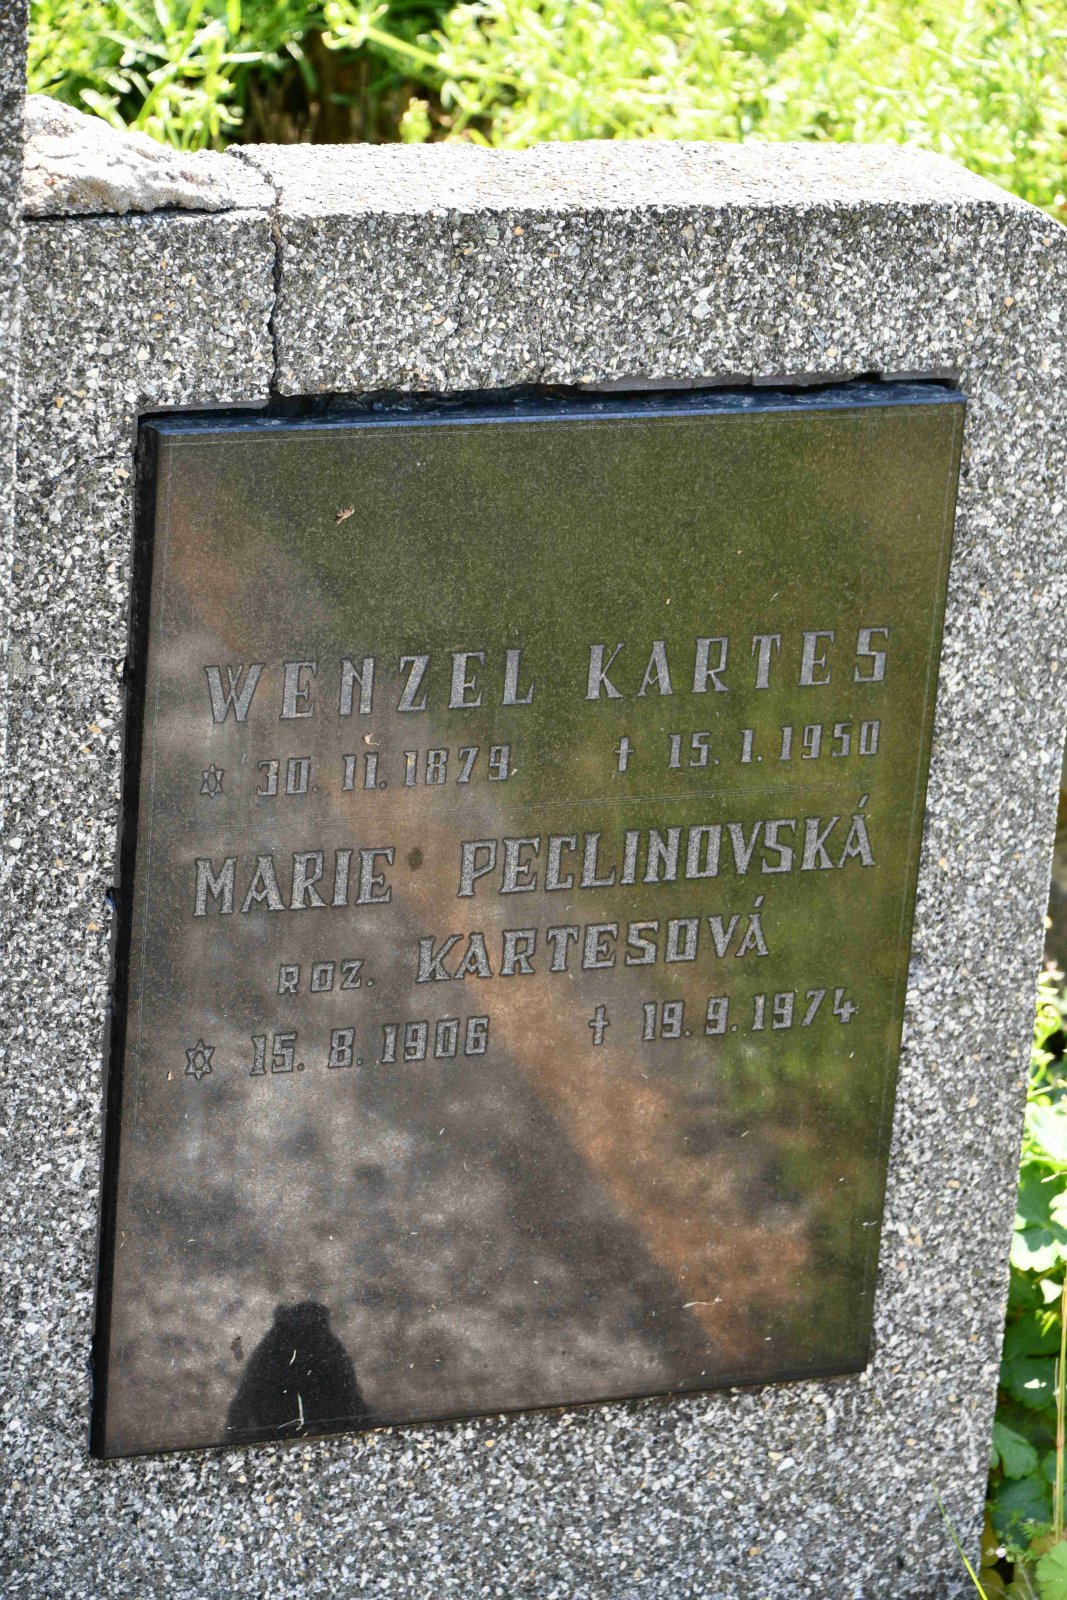 WENZEL KARTES
✡ 30. 11. 1879 † 15. 1. 1950
MARIE PECLINOVSKÁ
ROZ. KARTESOVÁ
✡ 15. 8. 1906 † 19. 9. 1974